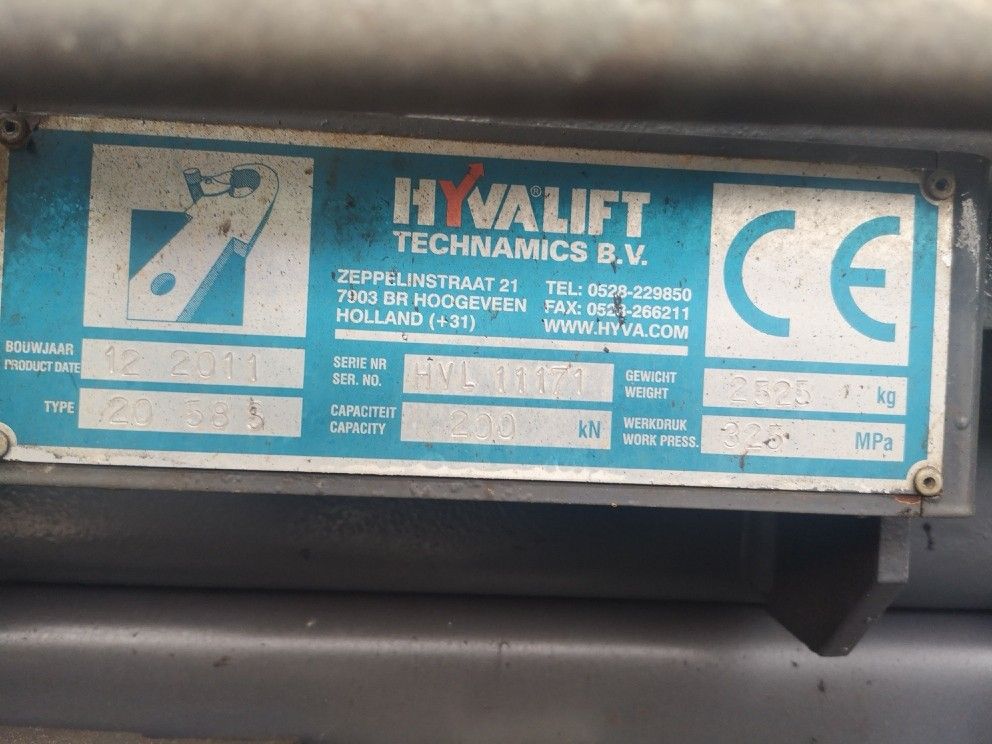 HYVA®LIFT
TECHNAMICS B.V.
ZEPPELINSTRAAT 21
7903 BR HOOGEVEEN
HOLLAND (+31)
TEL: 0528-229850
FAX: 0528-266211
WWW.HYVA.COM
CE
BOUWJAAR
PRODUCT DATE
12 2011
SERIE NR
SER. NO.
HVL 11171
GEWICHT
WEIGHT
2525 kg
TYPE
20 58 S
CAPACITEIT
CAPACITY
200 kN
WERKDRUK
WORK PRESS.
325 MPa